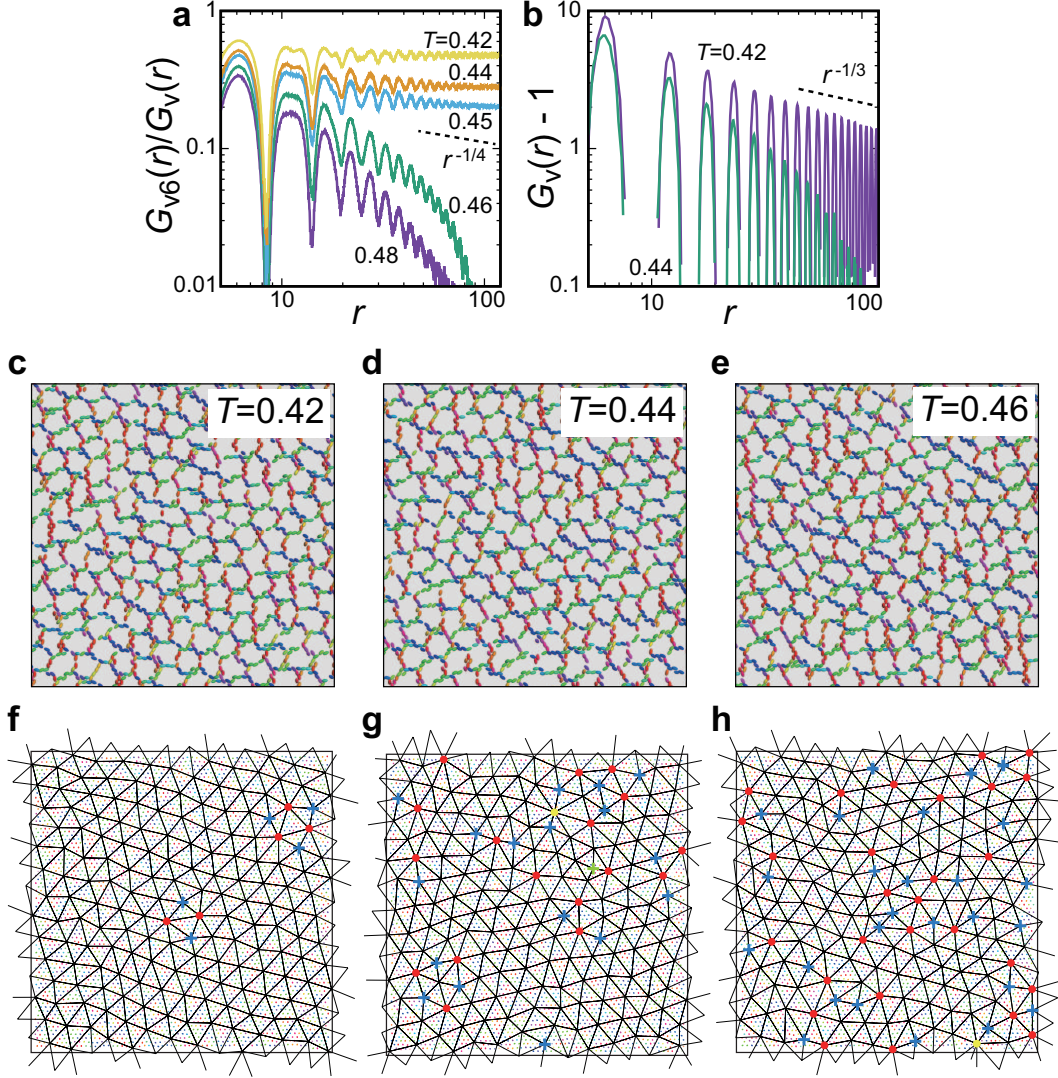 a
1
0.1
0.01
G_v6(r)/G_v(r)
T=0.42
0.44
0.45
r^-1/4
0.46
0.48
10
100
r
b
10
1
0.1
G_v(r) - 1
T=0.42
r^-1/3
0.44
10
100
r
c
T=0.42
d
T=0.44
e
T=0.46
f
g
h